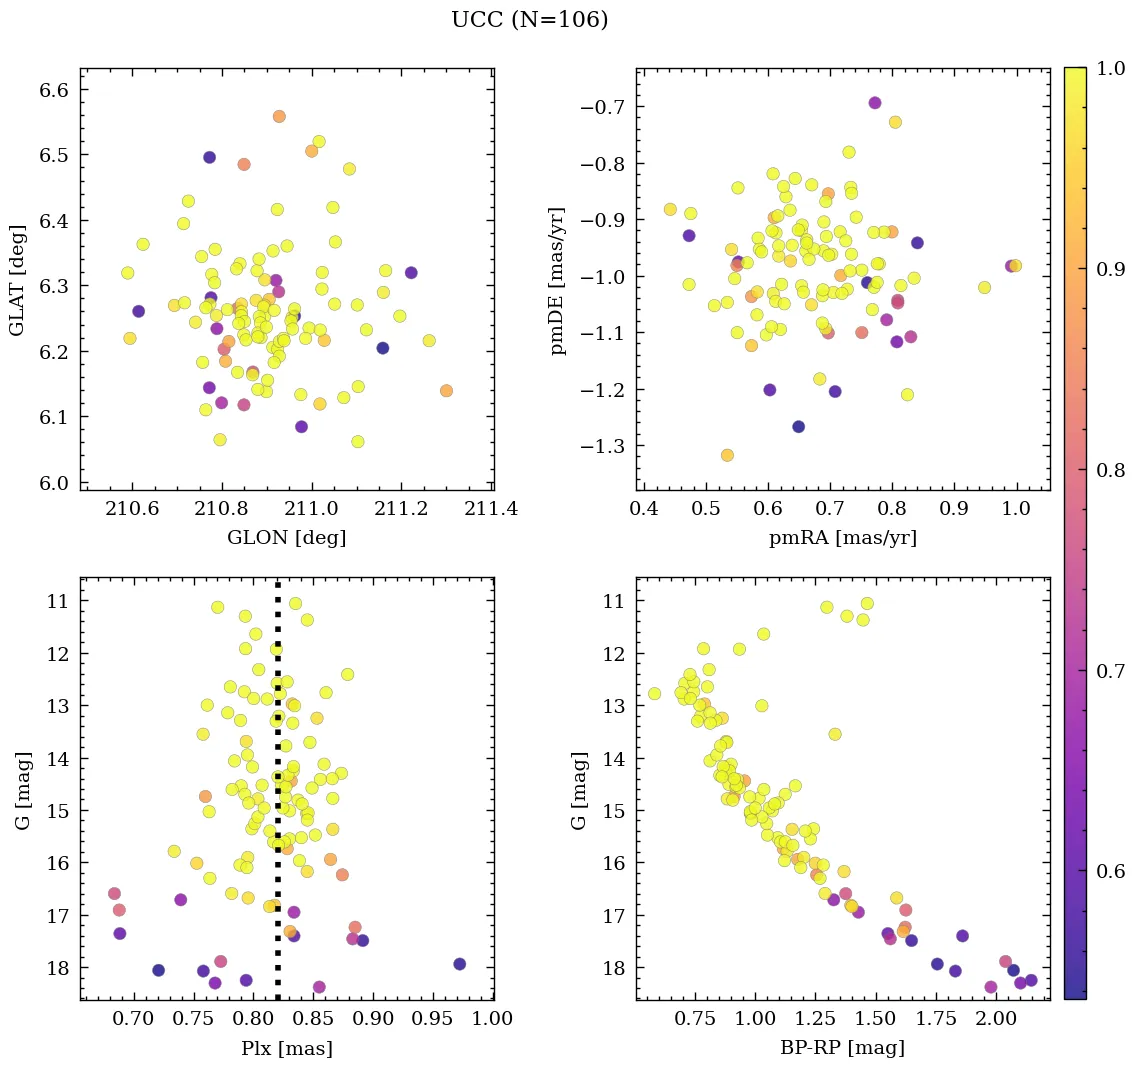 UCC (N=106)
6.6
6.5
6.4
6.3
6.2
6.1
6.0
GLAT [deg]
210.6 210.8 211.0 211.2 211.4
GLON [deg]
−0.7
−0.8
−0.9
−1.0
−1.1
−1.2
−1.3
pmDE [mas/yr]
0.4 0.5 0.6 0.7 0.8 0.9 1.0
pmRA [mas/yr]
11
12
13
14
15
16
17
18
G [mag]
0.70 0.75 0.80 0.85 0.90 0.95 1.00
Plx [mas]
11
12
13
14
15
16
17
18
G [mag]
0.75 1.00 1.25 1.50 1.75 2.00
BP-RP [mag]
1.0
0.9
0.8
0.7
0.6